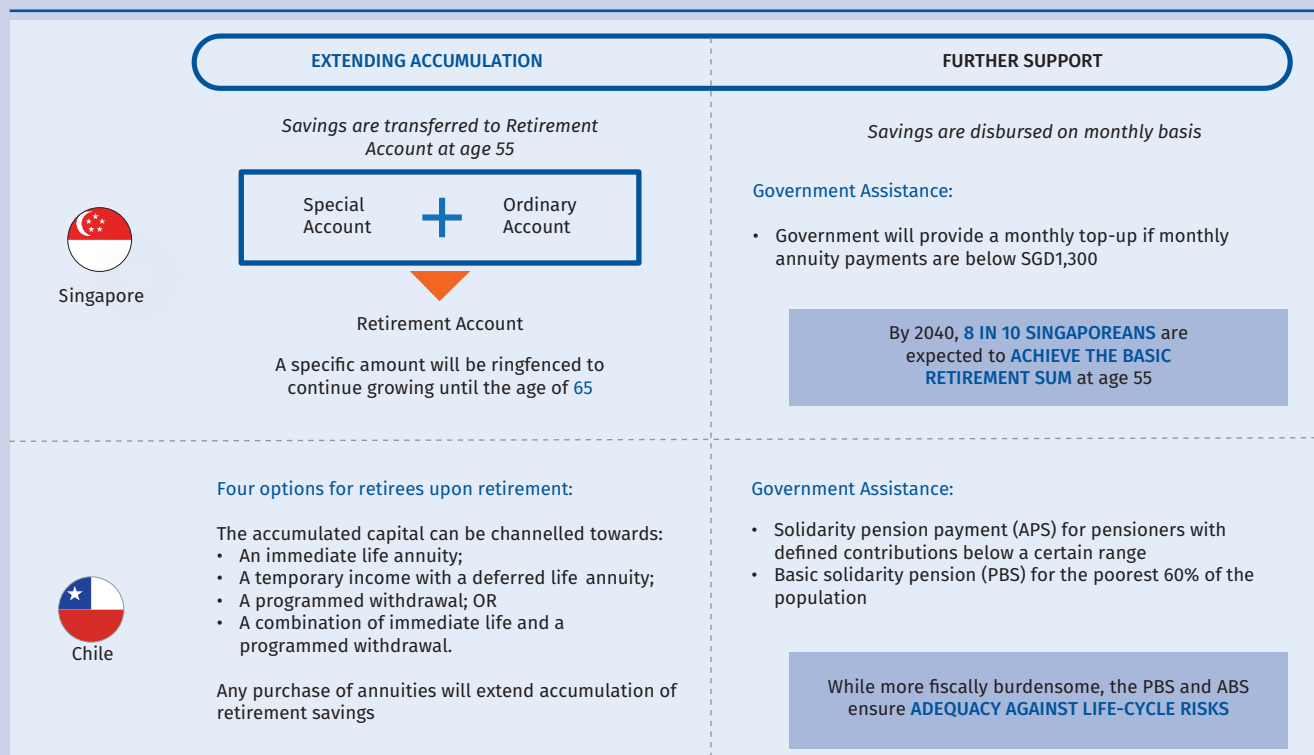 EXTENDING ACCUMULATION
FURTHER SUPPORT
Savings are transferred to Retirement
Account at age 55
Special
Account
+
Ordinary
Account
Retirement Account
A specific amount will be ringfenced to
continue growing until the age of 65
Singapore
Savings are disbursed on monthly basis
Government Assistance:
• Government will provide a monthly top-up if monthly
annuity payments are below SGD1,300
By 2040, 8 IN 10 SINGAPOREANS are
expected to ACHIEVE THE BASIC
RETIREMENT SUM at age 55
Chile
Four options for retirees upon retirement:
The accumulated capital can be channelled towards:
• An immediate life annuity;
• A temporary income with a deferred life annuity;
• A programmed withdrawal; OR
• A combination of immediate life and a
programmed withdrawal.
Any purchase of annuities will extend accumulation of
retirement savings
Government Assistance:
• Solidarity pension payment (APS) for pensioners with
defined contributions below a certain range
• Basic solidarity pension (PBS) for the poorest 60% of the
population
While more fiscally burdensome, the PBS and ABS
ensure ADEQUACY AGAINST LIFE-CYCLE RISKS